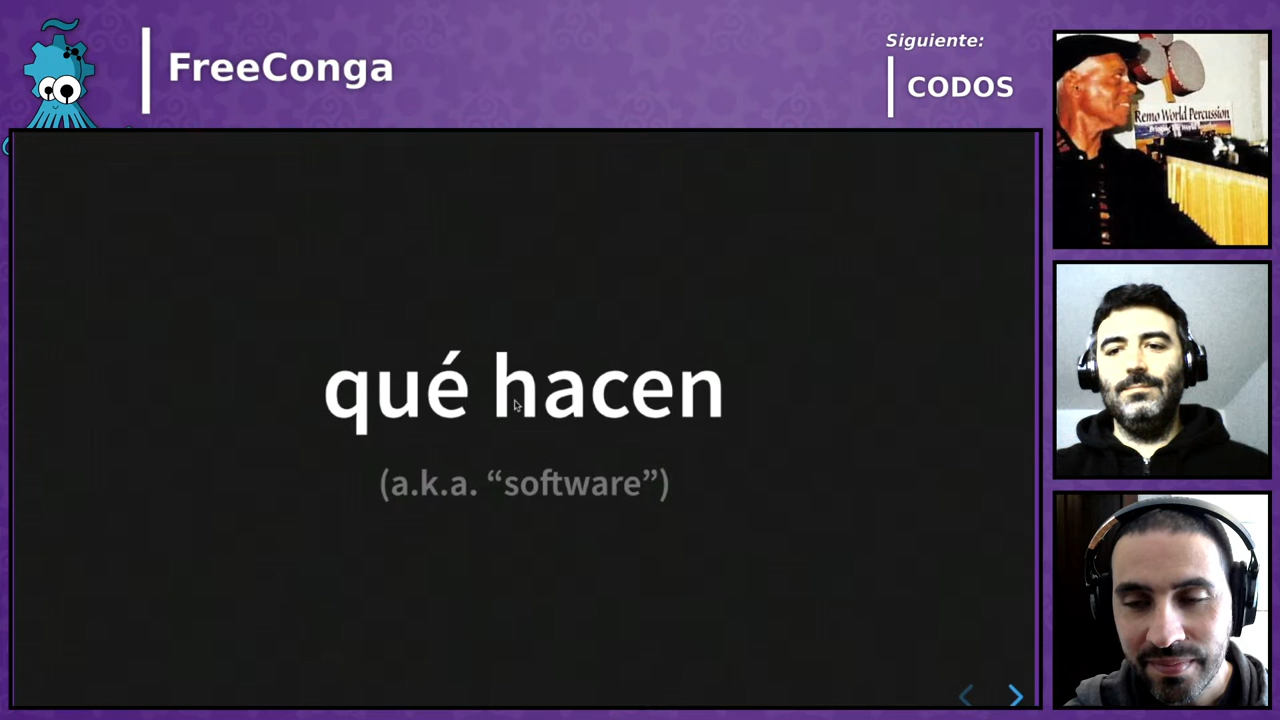 FreeConga
Siguiente:
CODOS
Remo World Percussion
qué hacen
(a.k.a. “software”)